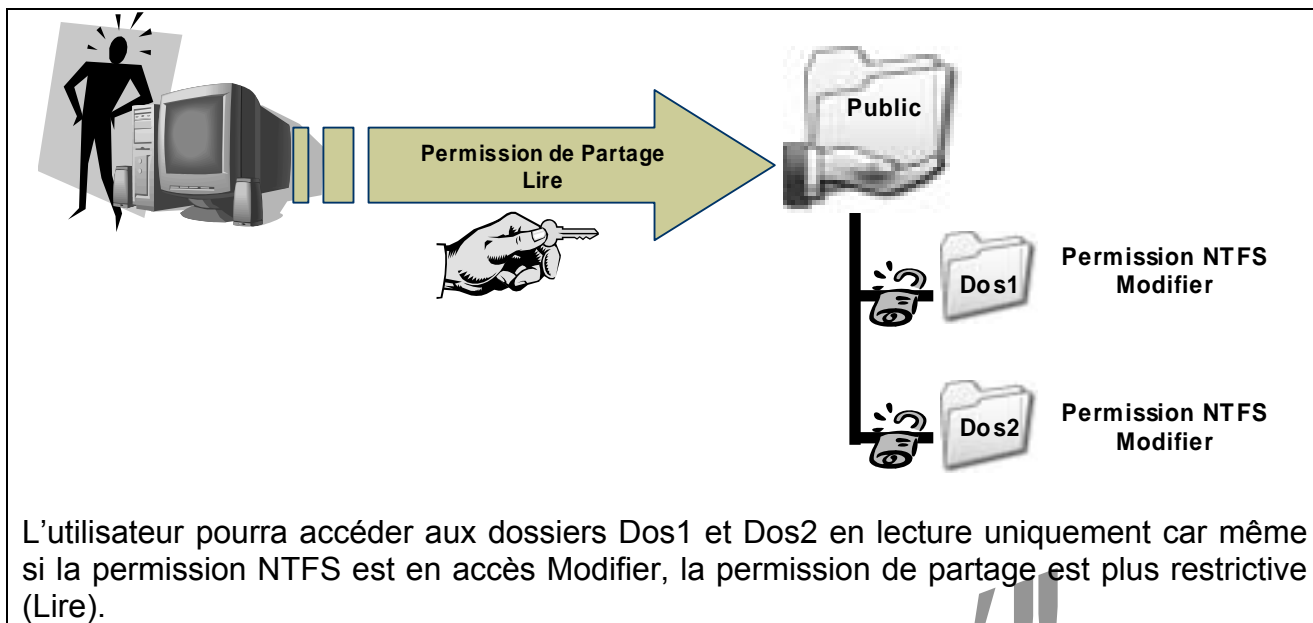 Public
Permission de Partage
Lire
Dos1
Permission NTFS
Modifier
Dos2
Permission NTFS
Modifier
L’utilisateur pourra accéder aux dossiers Dos1 et Dos2 en lecture uniquement car même
si la permission NTFS est en accès Modifier, la permission de partage est plus restrictive
(Lire).